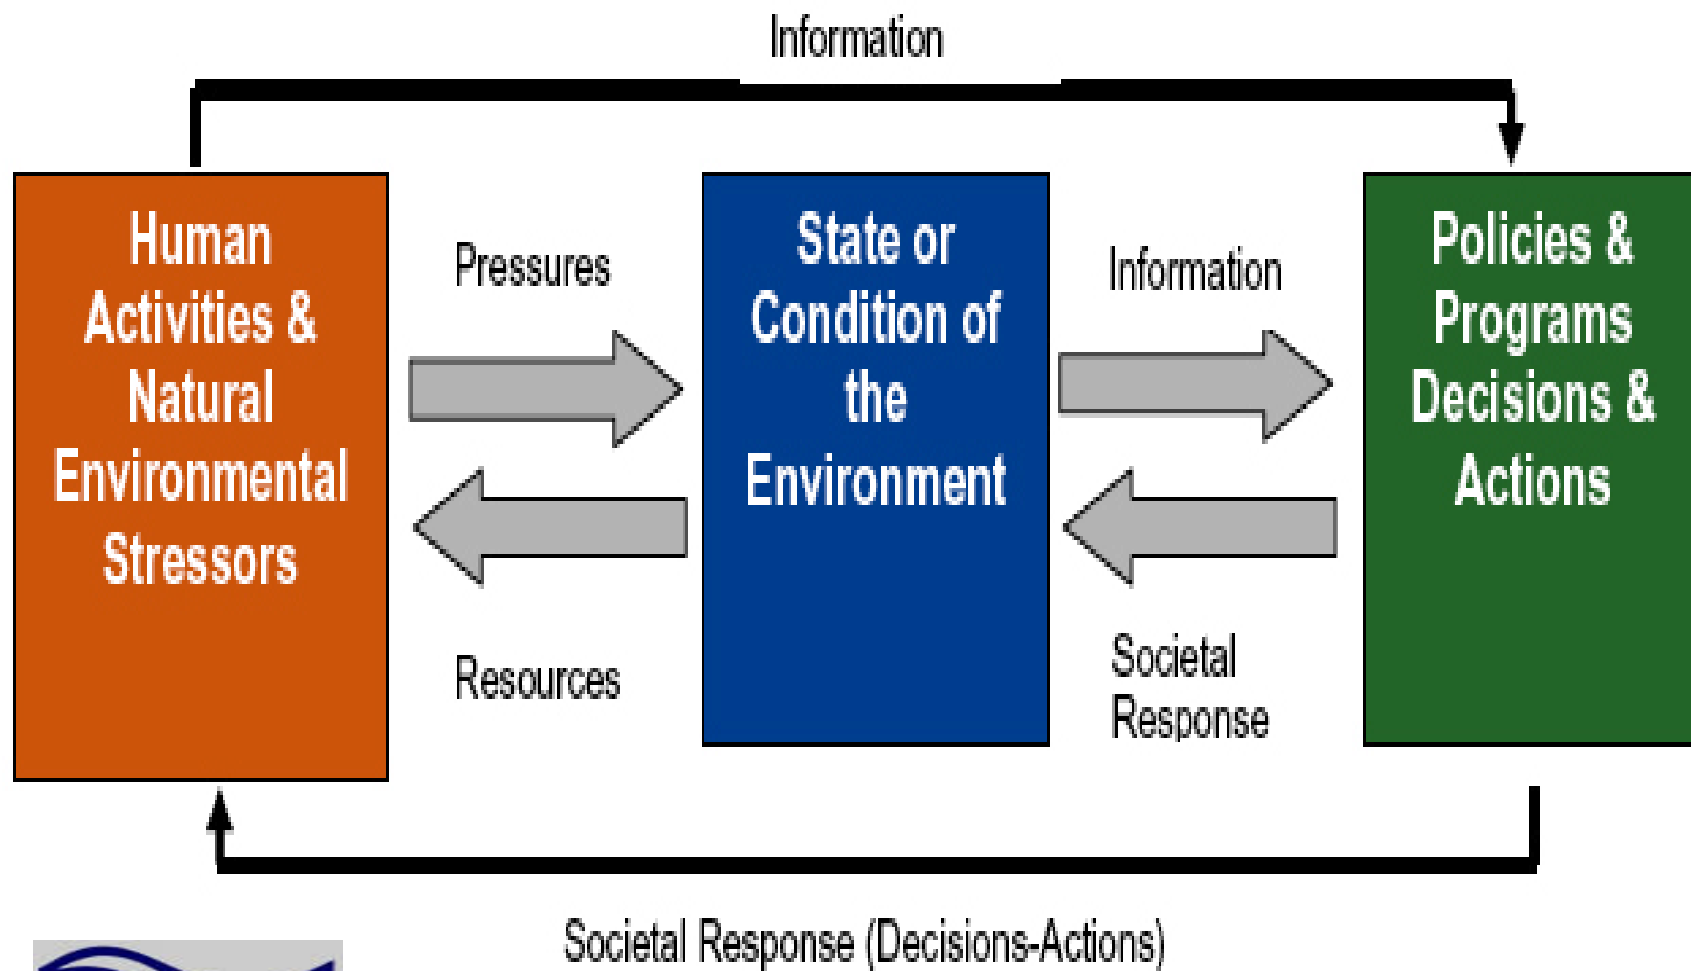 Information
Human
Activities &
Natural
Environmental
Stressors
Pressures
Resources
State or
Condition of
the
Environment
Information
Societal
Response
Policies &
Programs
Decisions &
Actions
Societal Response (Decisions-Actions)